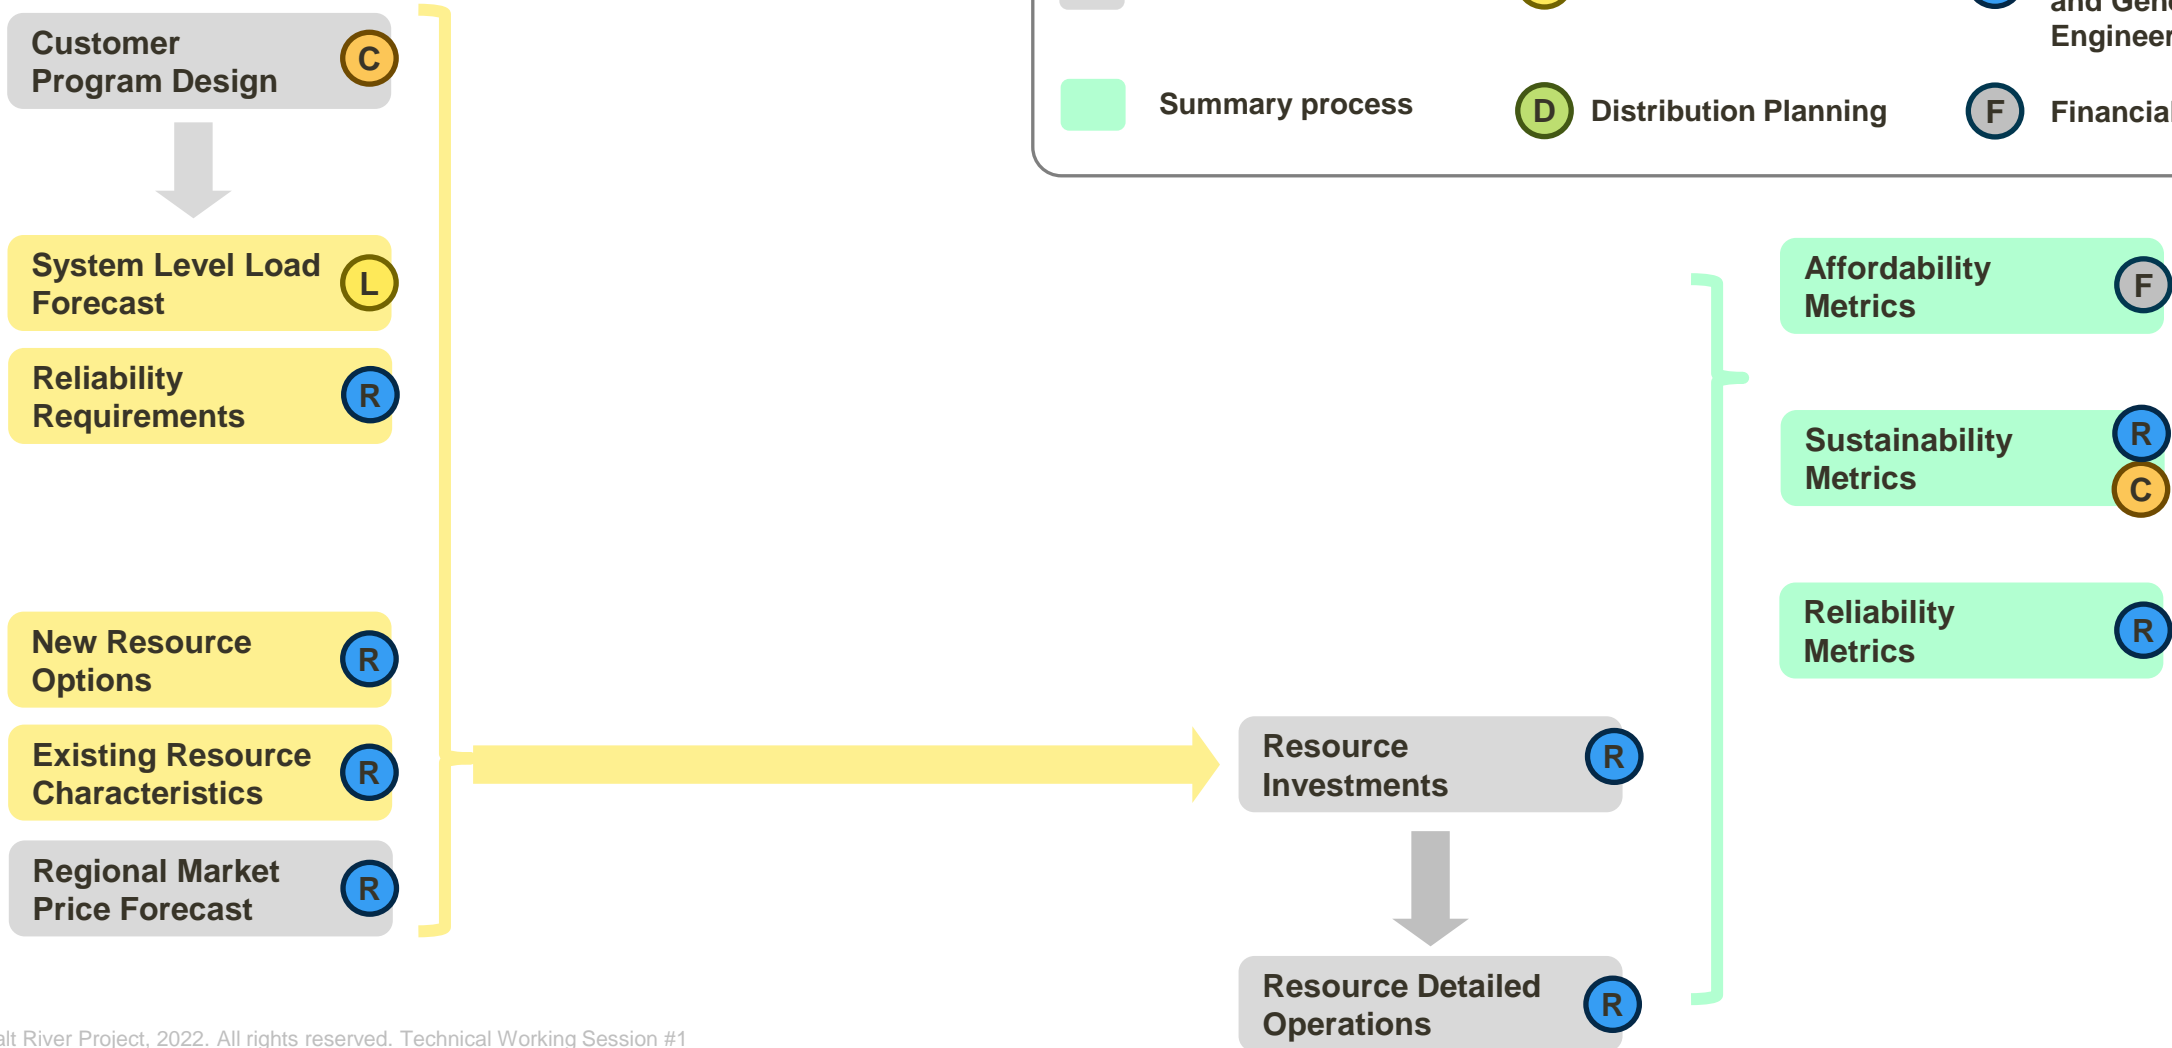 Customer
Program Design
C
System Level Load
Forecast
L
Reliability
Requirements
R
New Resource
Options
R
Existing Resource
Characteristics
R
Regional Market
Price Forecast
R
Engineer
Summary process
D
Distribution Planning
F
Financial
Resource
Investments
R
Resource Detailed
Operations
R
Affordability
Metrics
F
Sustainability
Metrics
R
C
Reliability
Metrics
R
alt River Project, 2022. All rights reserved. Technical Working Session #1